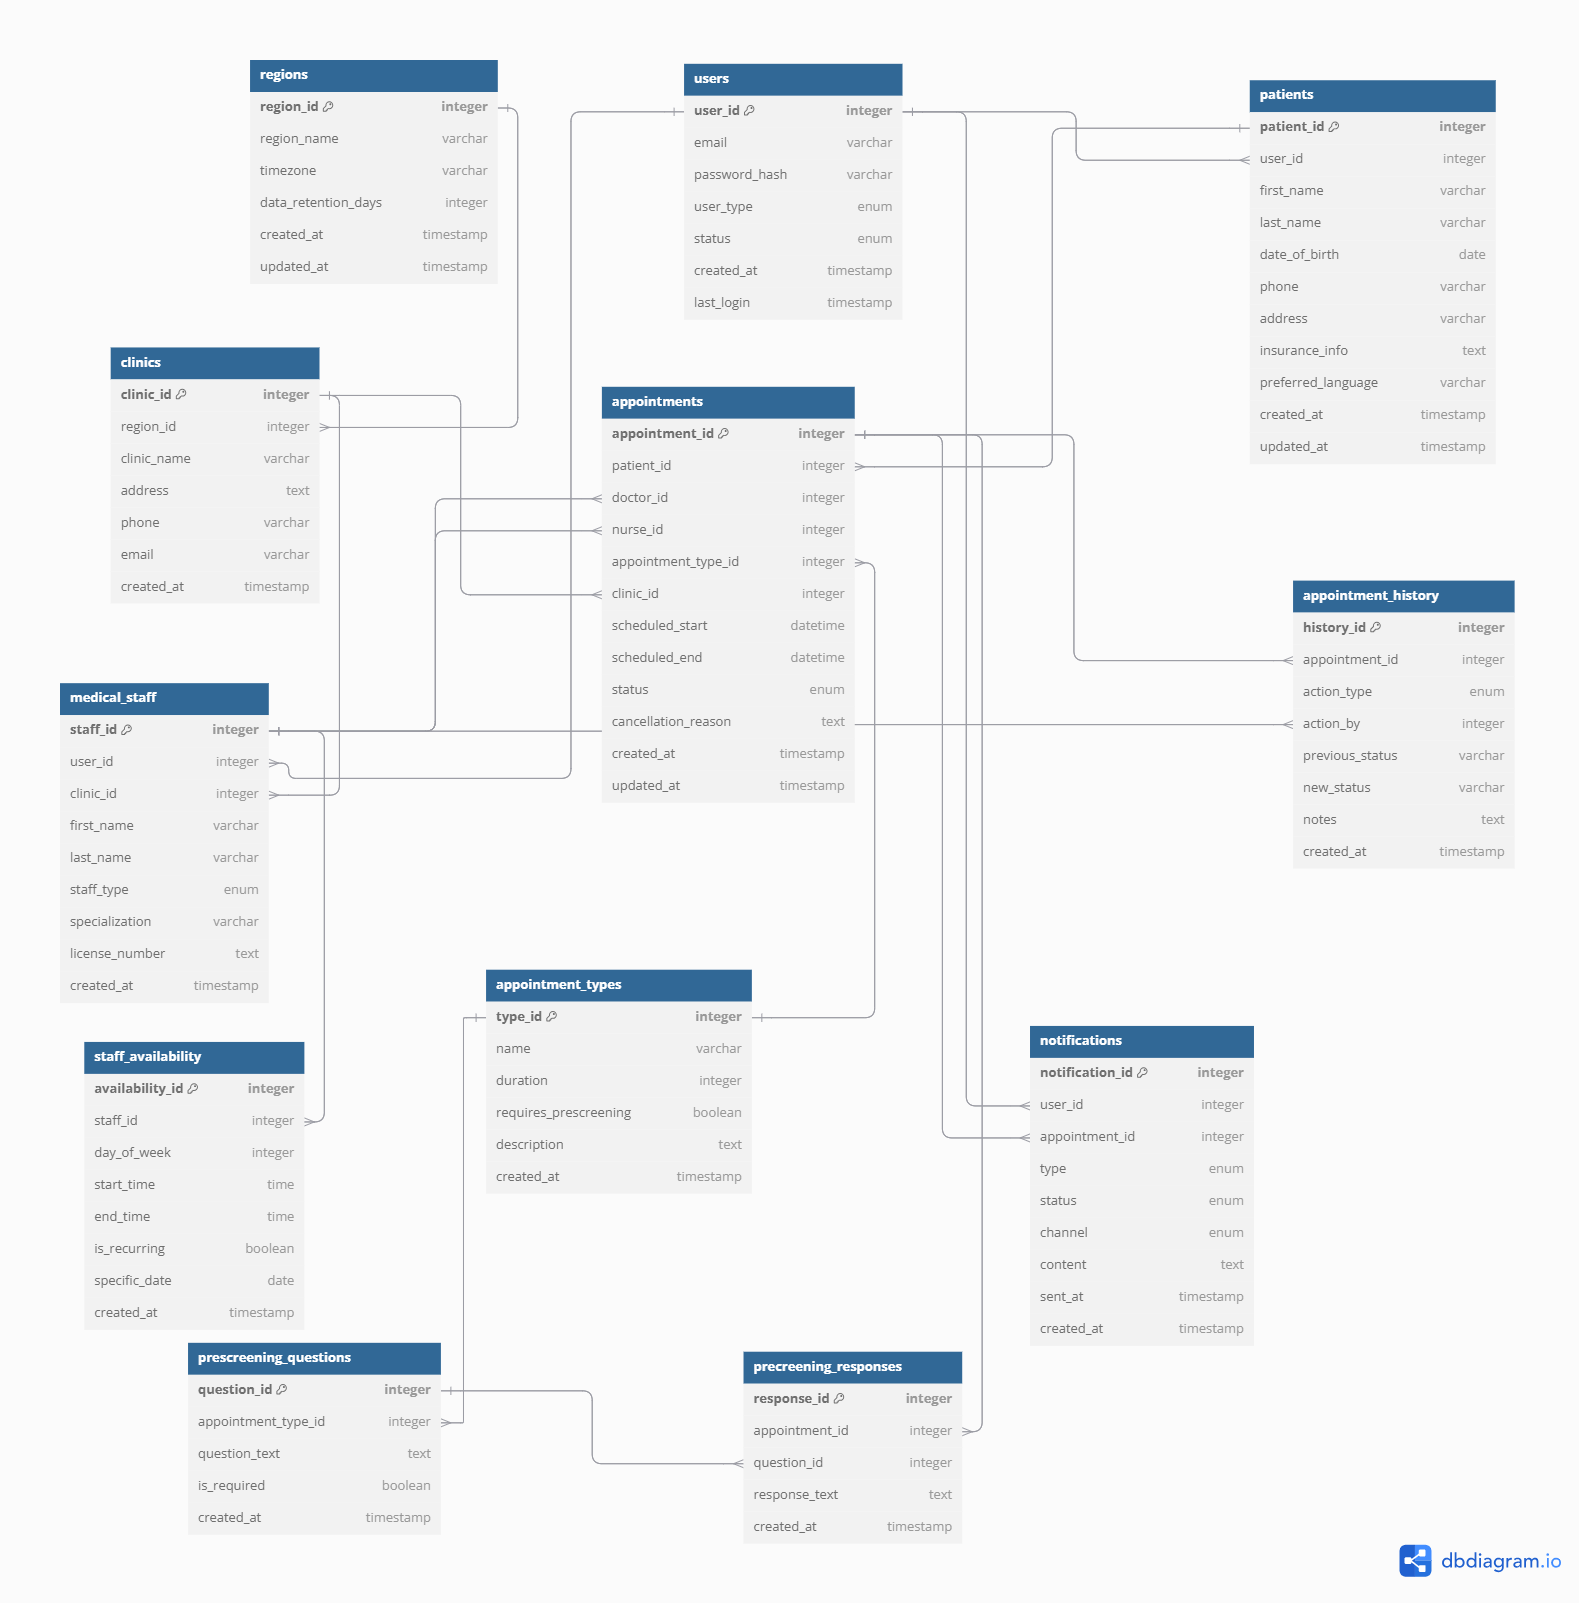 regions
region_id integer
region_name varchar
timezone varchar
data_retention_days integer
created_at timestamp
updated_at timestamp
users
user_id integer
email varchar
password_hash varchar
user_type enum
status enum
created_at timestamp
last_login timestamp
patients
patient_id integer
user_id integer
first_name varchar
last_name varchar
date_of_birth date
phone varchar
address varchar
insurance_info text
preferred_language varchar
created_at timestamp
updated_at timestamp
clinics
clinic_id integer
region_id integer
clinic_name varchar
address text
phone varchar
email varchar
created_at timestamp
appointments
appointment_id integer
patient_id integer
doctor_id integer
nurse_id integer
appointment_type_id integer
clinic_id integer
scheduled_start datetime
scheduled_end datetime
status enum
cancellation_reason text
created_at timestamp
updated_at timestamp
appointment_history
history_id integer
appointment_id integer
action_type enum
action_by integer
previous_status varchar
new_status varchar
notes text
created_at timestamp
medical_staff
staff_id integer
user_id integer
clinic_id integer
first_name varchar
last_name varchar
staff_type enum
specialization varchar
license_number text
created_at timestamp
appointment_types
type_id integer
name varchar
duration integer
requires_prescreening boolean
description text
created_at timestamp
notifications
notification_id integer
user_id integer
appointment_id integer
type enum
status enum
channel enum
content text
sent_at timestamp
created_at timestamp
staff_availability
availability_id integer
staff_id integer
day_of_week integer
start_time time
end_time time
is_recurring boolean
specific_date date
created_at timestamp
prescreening_questions
question_id integer
appointment_type_id integer
question_text text
is_required boolean
created_at timestamp
precreening_responses
response_id integer
appointment_id integer
question_id integer
response_text text
created_at timestamp
dbdiagram.io